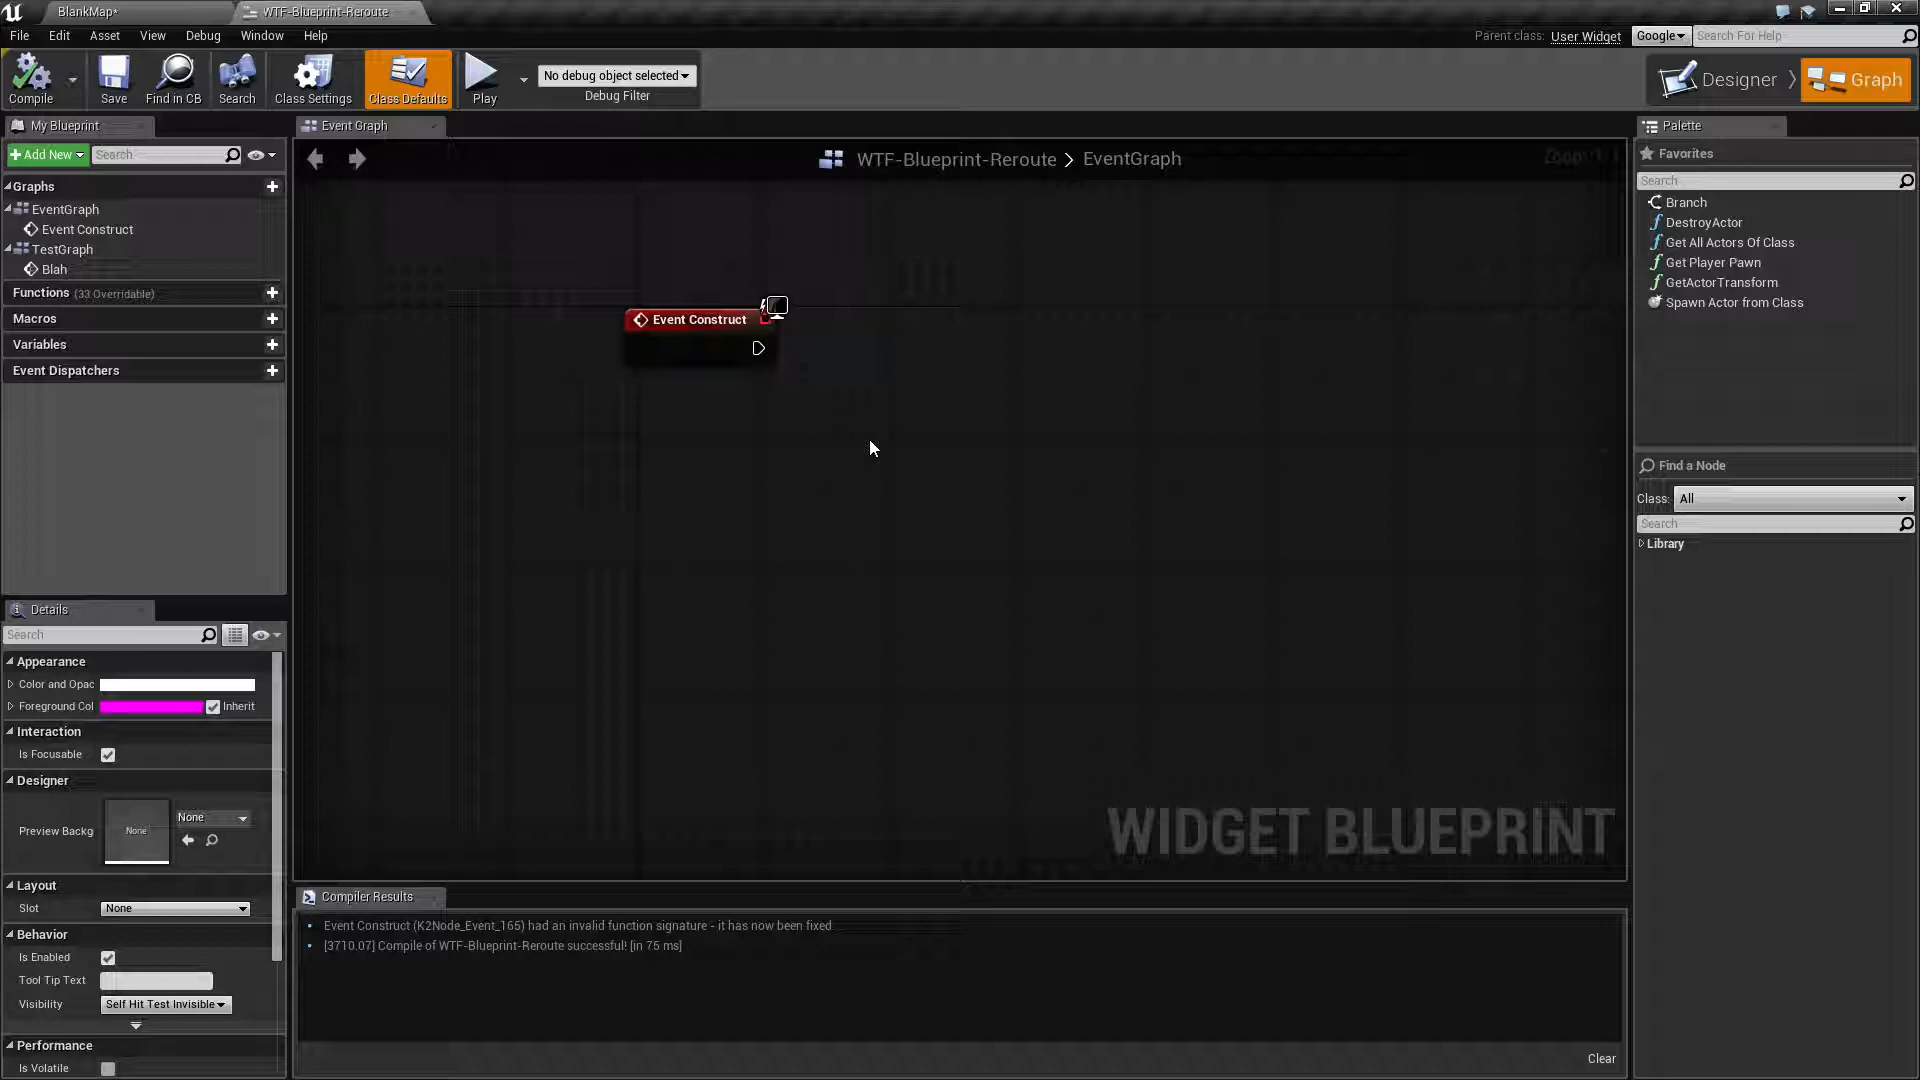 BlankMap*
WTF-Blueprint-Reroute
File Edit Asset View Debug Window Help
Parent class: User Widget Google Search For Help
Compile
Save
Find in CB
Search
Class Settings
Class Defaults
Play
No debug object selected
Debug Filter
Designer
Graph
My Blueprint
Add New
Search
Graphs
EventGraph
Event Construct
TestGraph
Blah
Functions (33 Overridable)
Macros
Variables
Event Dispatchers
Details
Search
Appearance
Color and Opac
Foreground Col Inherit
Interaction
Is Focusable
Designer
Preview Backg None None
Layout
Slot None
Behavior
Is Enabled
Tool Tip Text
Visibility Self Hit Test Invisible
Performance
Is Volatile
Event Graph
WTF-Blueprint-Reroute > EventGraph
Event Construct
WIDGET BLUEPRINT
Compiler Results
Event Construct (K2Node_Event_165) had an invalid function signature - it has now been fixed
[3710.07] Compile of WTF-Blueprint-Reroute successful! [in 75 ms]
Clear
Palette
Favorites
Search
Branch
DestroyActor
Get All Actors Of Class
Get Player Pawn
GetActorTransform
Spawn Actor from Class
Find a Node
Class: All
Search
Library